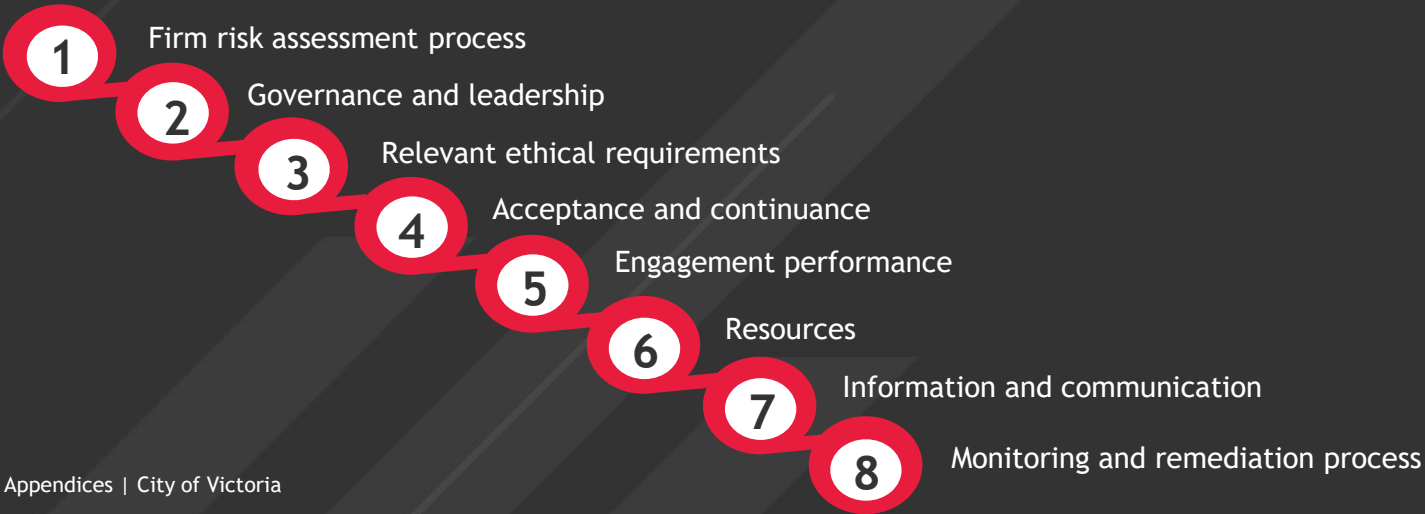 1 Firm risk assessment process
2 Governance and leadership
3 Relevant ethical requirements
4 Acceptance and continuance
5 Engagement performance
6 Resources
7 Information and communication
8 Monitoring and remediation process
Appendices | City of Victoria